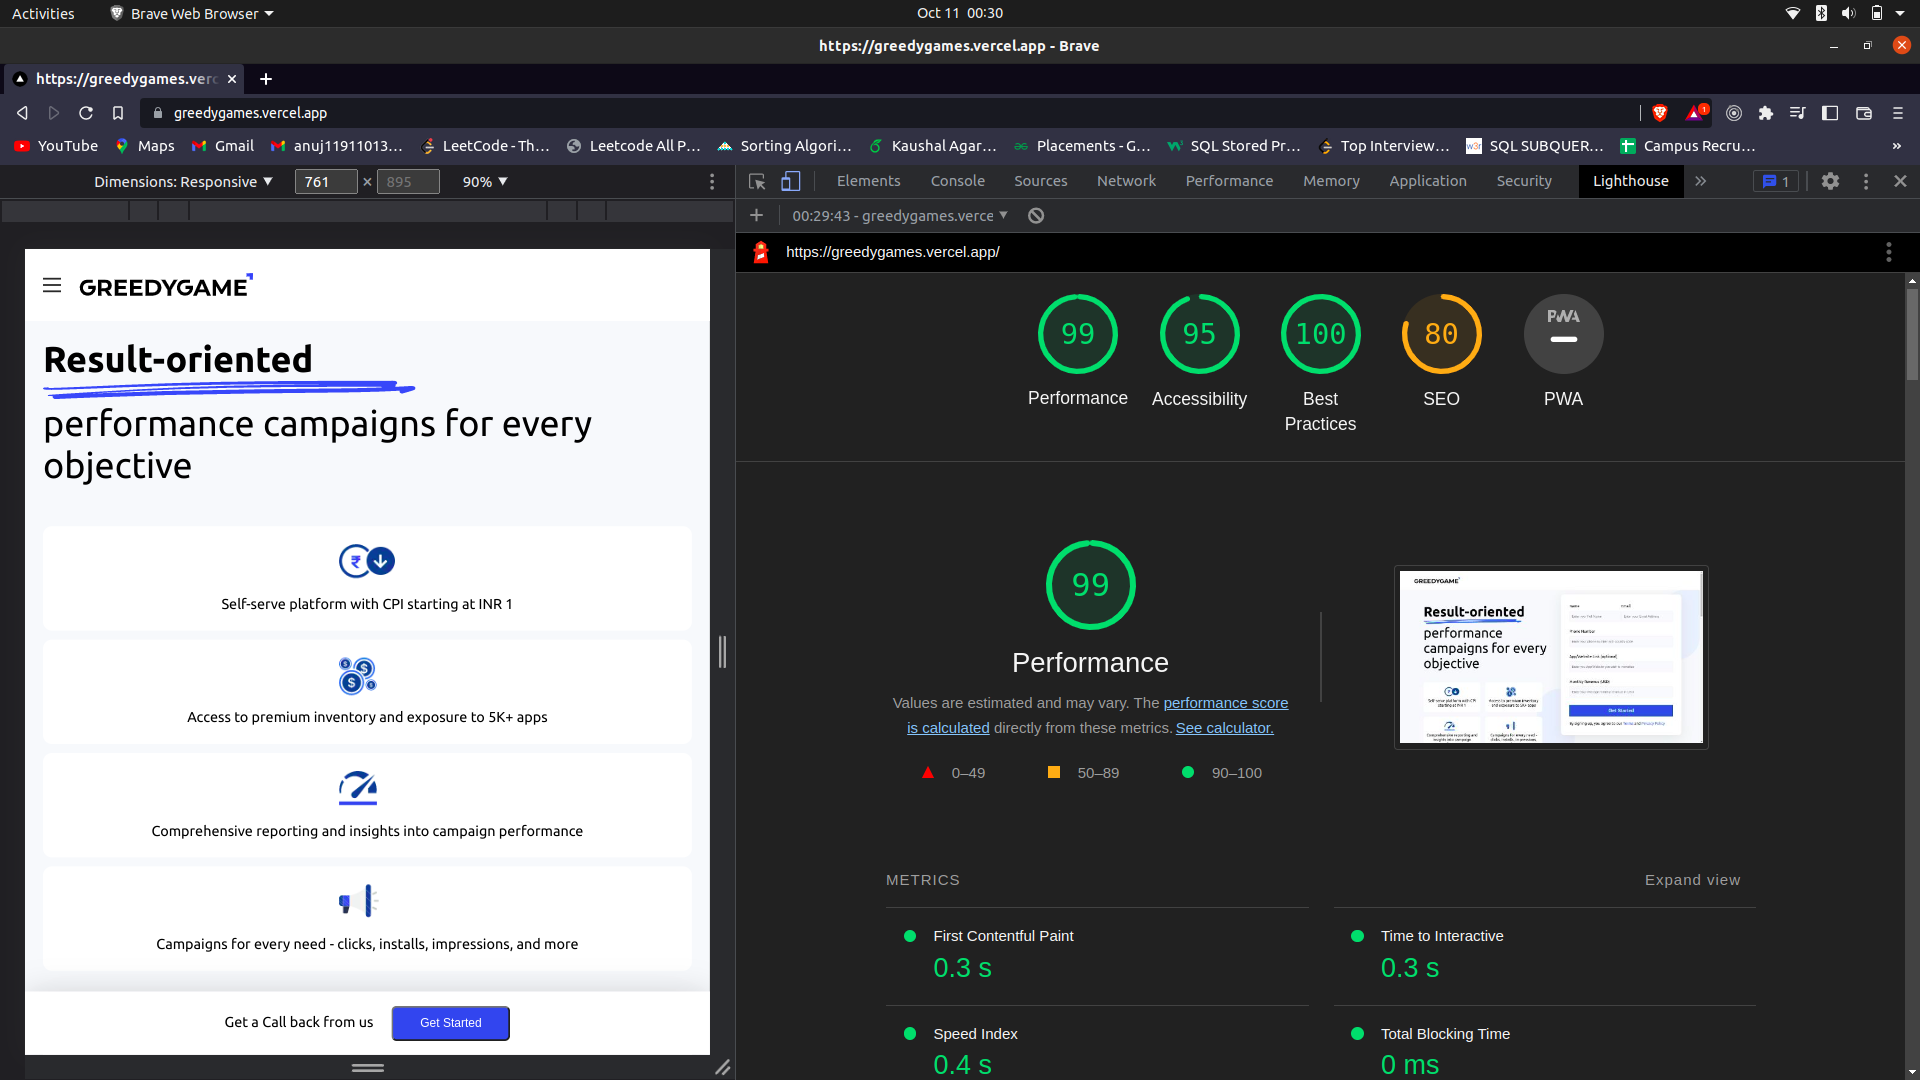 Activities
Brave Web Browser
Oct 11 00:30
https://greedygames.vercel.app - Brave
https://greedygames.verc
greedygames.vercel.app
1
YouTube
Maps
Gmail
anuj11911013...
LeetCode - Th...
Leetcode All P...
Sorting Algori...
Kaushal Agar...
Placements - G...
SQL Stored Pr...
Top Interview...
SQL SUBQUER...
Campus Recru...
»
Dimensions: Responsive
761 × 895
90%
Elements
Console
Sources
Network
Performance
Memory
Application
Security
Lighthouse
1
00:29:43 - greedygames.verce
https://greedygames.vercel.app/
GREEDYGAME
Result-oriented
performance campaigns for every
objective
Self-serve platform with CPI starting at INR 1
Access to premium inventory and exposure to 5K+ apps
Comprehensive reporting and insights into campaign performance
Campaigns for every need - clicks, installs, impressions, and more
Get a Call back from us
Get Started
99
Performance
95
Accessibility
100
Best
Practices
80
SEO
PWA
PWA
99
Performance
Values are estimated and may vary. The performance score
is calculated directly from these metrics. See calculator.
0–49
50–89
90–100
GREEDYGAME
Result-oriented
performance
campaigns for every
objective
Get Started
METRICS
Expand view
First Contentful Paint
0.3 s
Time to Interactive
0.3 s
Speed Index
0.4 s
Total Blocking Time
0 ms